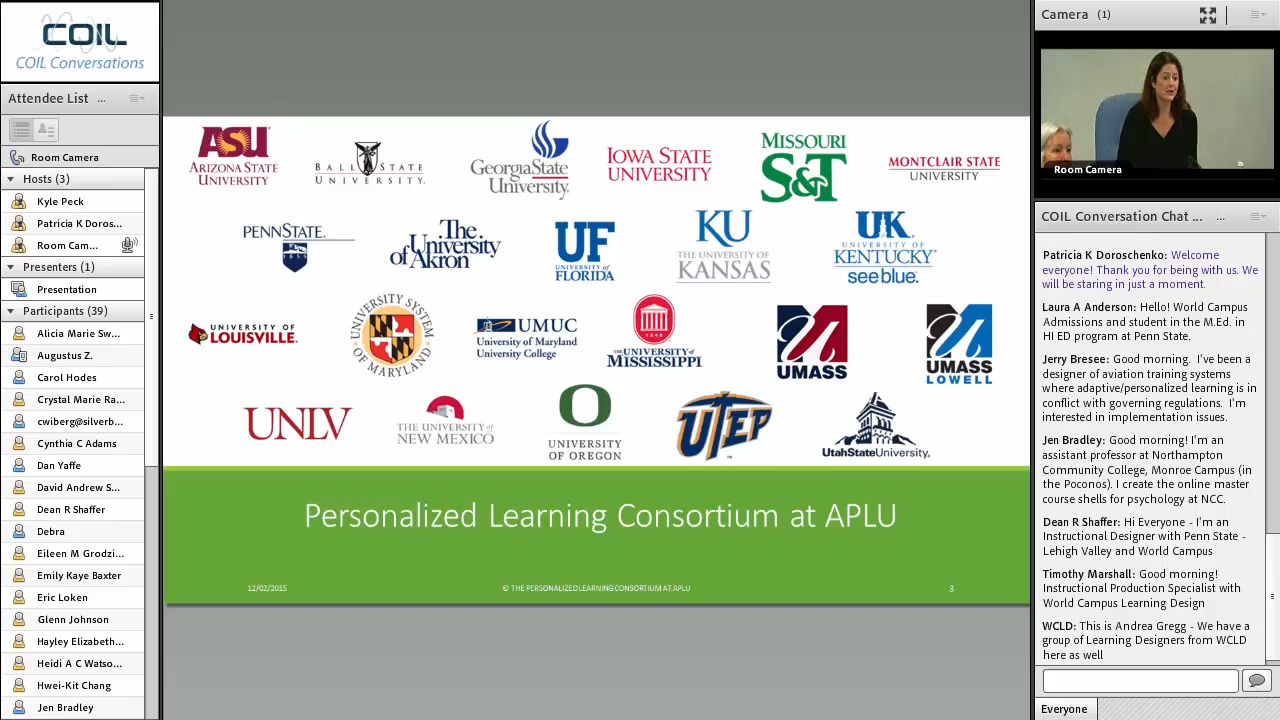 COIL
COIL Conversations
Attendee List ...
Room Camera
Hosts (3)
Kyle Peck
Patricia K Doros...
Room Cam...
Presenters (1)
Presentation
Participants (39)
Alicia Marie Sw...
Augustus Z.
Carol Hodes
Crystal Marie Ra...
cwiberg@silverb...
Cynthia C Adams
Dan Yaffe
David Andrew S...
Dean R Shaffer
Debra
Eileen M Grodzi...
Emily Kaye Baxter
Eric Loken
Glenn Johnson
Hayley Elizabeth...
Heidi A C Watso...
Hwei-Kit Chang
Jen Bradley
ASU
ARIZONA STATE
UNIVERSITY
BALL STATE
UNIVERSITY.
GeorgiaState
University.
IOWA STATE
UNIVERSITY
MISSOURI
S&T
MONTCLAIR STATE
UNIVERSITY
PENNSTATE.
1855
The
University
of Akron
UF
UNIVERSITY of
FLORIDA
KU
THE UNIVERSITY OF
KANSAS
UK
UNIVERSITY OF
KENTUCKY
see blue.
UNIVERSITY OF
LOUISVILLE.
UNIVERSITY SYSTEM
OF MARYLAND
UMUC
University of Maryland
University College
1848
THE UNIVERSITY of
MISSISSIPPI
UMASS
UMASS
LOWELL
UNLV
THE UNIVERSITY of
NEW MEXICO
O
UNIVERSITY
OF OREGON
UTEP
TM
UtahStateUniversity.
Personalized Learning Consortium at APLU
12/02/2015
© THE PERSONALIZED LEARNING CONSORTIUM AT APLU
3
Camera (1)
Room Camera
COIL Conversation Chat ...
...
Patricia K Doroschenko: Welcome
everyone! Thank you for being with us. We
will be staring in just a moment.
Laura A Anderson: Hello! World Campus
Admissions and student in the M.Ed. in
HI ED program at Penn State.
May Bresee: Good morning. I've been a
designer of aviation training systems
where adaptive/personalized learning is in
conflict with governing regulations. I'm
interested in implementation issues.
Jen Bradley: Good morning! I'm an
assistant professor at Northampton
Community College, Monroe Campus (in
the Poconos). I create the online master
course shells for psychology at NCC.
Dean R Shaffer: Hi Everyone - I'm an
Instructional Designer with Penn State -
Lehigh Valley and World Campus
Timothy Marshall: Good morning!
Instructional Production Specialist with
World Campus Learning Design
WCLD: This is Andrea Gregg - We have a
group of Learning Designers from WCLD
here as well
Everyone